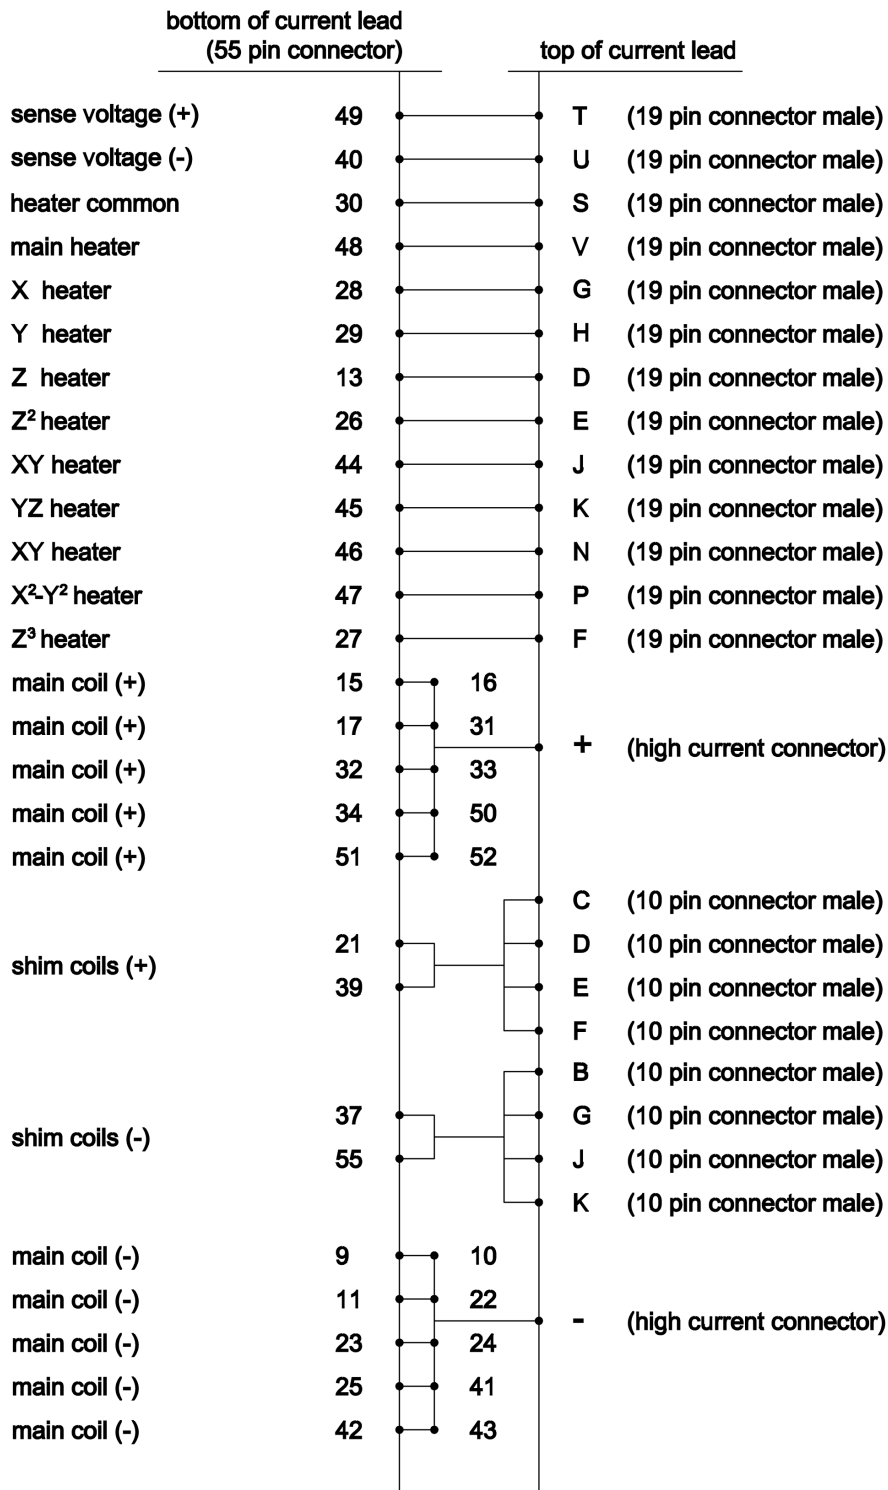 bottom of current lead
(55 pin connector)
top of current lead
sense voltage (+) 49 T (19 pin connector male)
sense voltage (-) 40 U (19 pin connector male)
heater common 30 S (19 pin connector male)
main heater 48 V (19 pin connector male)
X heater 28 G (19 pin connector male)
Y heater 29 H (19 pin connector male)
Z heater 13 D (19 pin connector male)
Z² heater 26 E (19 pin connector male)
XY heater 44 J (19 pin connector male)
YZ heater 45 K (19 pin connector male)
XY heater 46 N (19 pin connector male)
X²-Y² heater 47 P (19 pin connector male)
Z³ heater 27 F (19 pin connector male)
main coil (+) 15 16
main coil (+) 17 31
+ (high current connector)
main coil (+) 32 33
main coil (+) 34 50
main coil (+) 51 52
C (10 pin connector male)
21 D (10 pin connector male)
shim coils (+)
39 E (10 pin connector male)
F (10 pin connector male)
B (10 pin connector male)
37 G (10 pin connector male)
shim coils (-)
55 J (10 pin connector male)
K (10 pin connector male)
main coil (-) 9 10
main coil (-) 11 22
- (high current connector)
main coil (-) 23 24
main coil (-) 25 41
main coil (-) 42 43